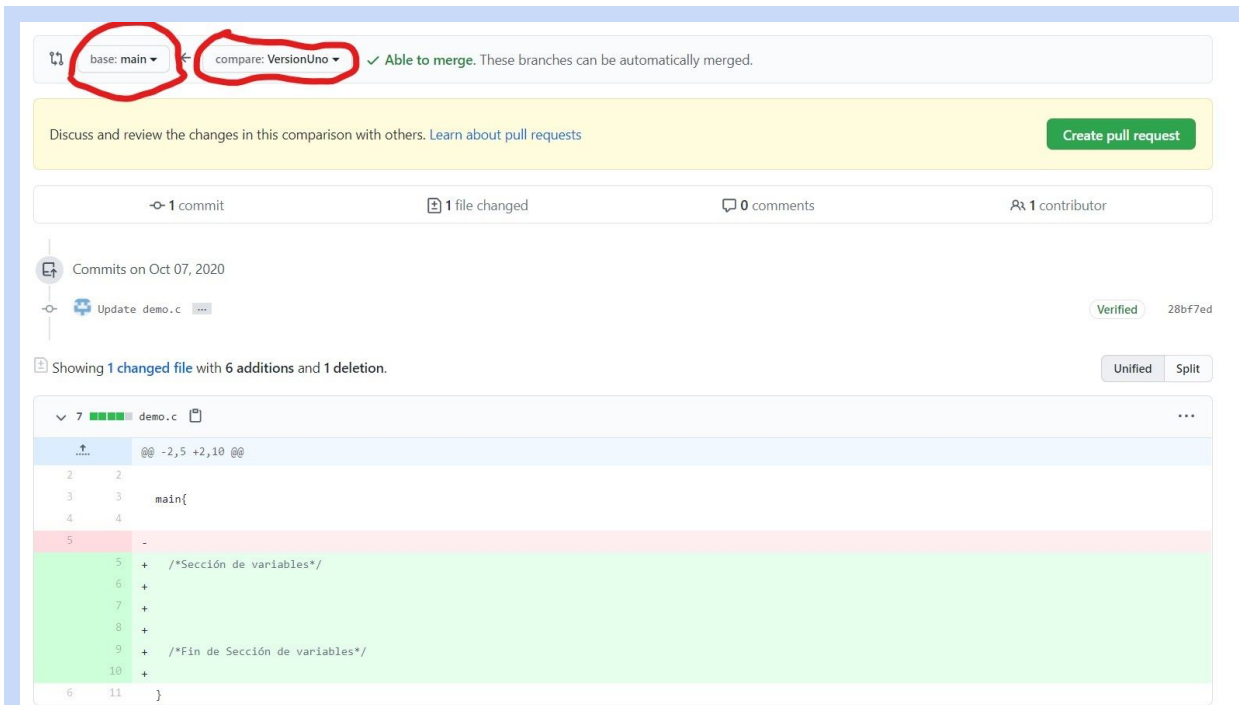 base: main compare: VersionUno Able to merge. These branches can be automatically merged.
Discuss and review the changes in this comparison with others. Learn about pull requests Create pull request
1 commit 1 file changed 0 comments 1 contributor
Commits on Oct 07, 2020
Update demo.c ... Verified 28bf7ed
Showing 1 changed file with 6 additions and 1 deletion. Unified Split
7 demo.c ...
@@ -2,5 +2,10 @@
2 2
3 3 main{
4 4
5 -
5 + /*Sección de variables*/
6 +
7 +
8 +
9 + /*Fin de Sección de variables*/
10 +
6 11 }